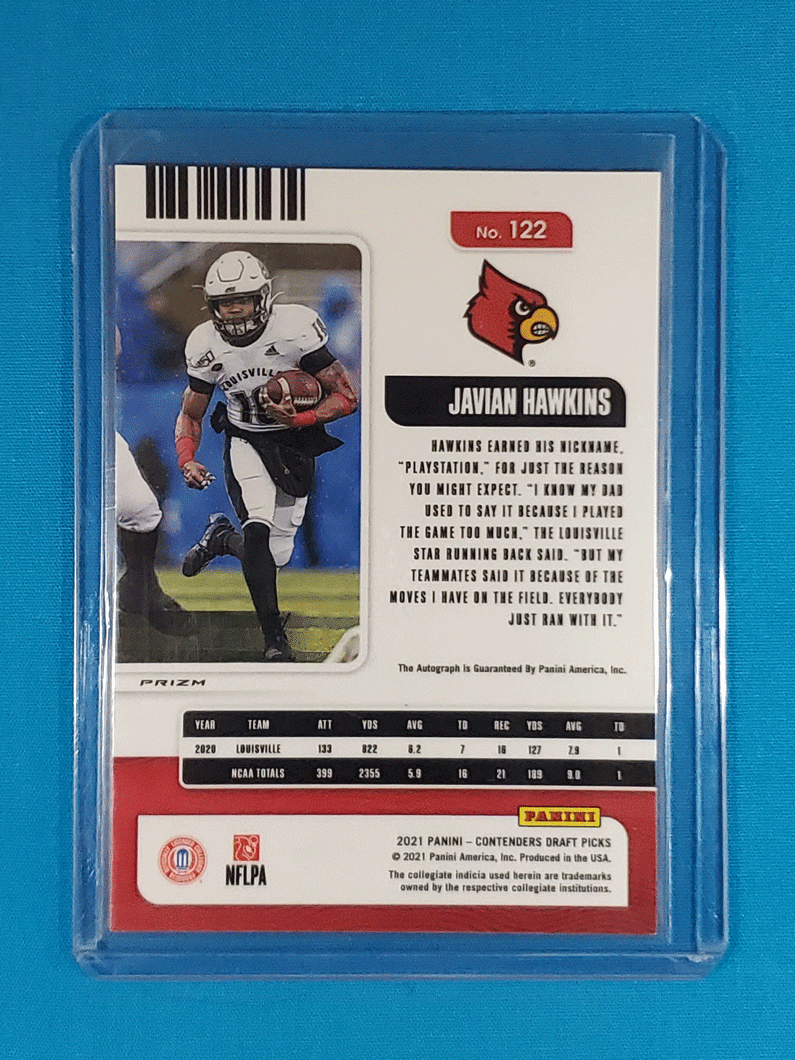 No. 122
LOUISVILLE
10
150
JAVIAN HAWKINS
HAWKINS EARNED HIS NICKNAME,
"PLAYSTATION," FOR JUST THE REASON
YOU MIGHT EXPECT. "I KNOW MY DAD
USED TO SAY IT BECAUSE I PLAYED
THE GAME TOO MUCH," THE LOUISVILLE
STAR RUNNING BACK SAID. "BUT MY
TEAMMATES SAID IT BECAUSE OF THE
MOVES I HAVE ON THE FIELD. EVERYBODY
JUST RAN WITH IT."
The Autograph Is Guaranteed By Panini America, Inc.
PRIZM
YEAR TEAM ATT YDS AVG TD REC YDS AVG TD
2020 LOUISVILLE 133 822 6.2 7 16 127 7.9 1
NCAA TOTALS 399 2355 5.9 16 21 189 9.0 1
PANINI
2021 PANINI – CONTENDERS DRAFT PICKS
© 2021 Panini America, Inc. Produced in the USA.
The collegiate indicia used herein are trademarks
owned by the respective collegiate institutions.
NFLPA